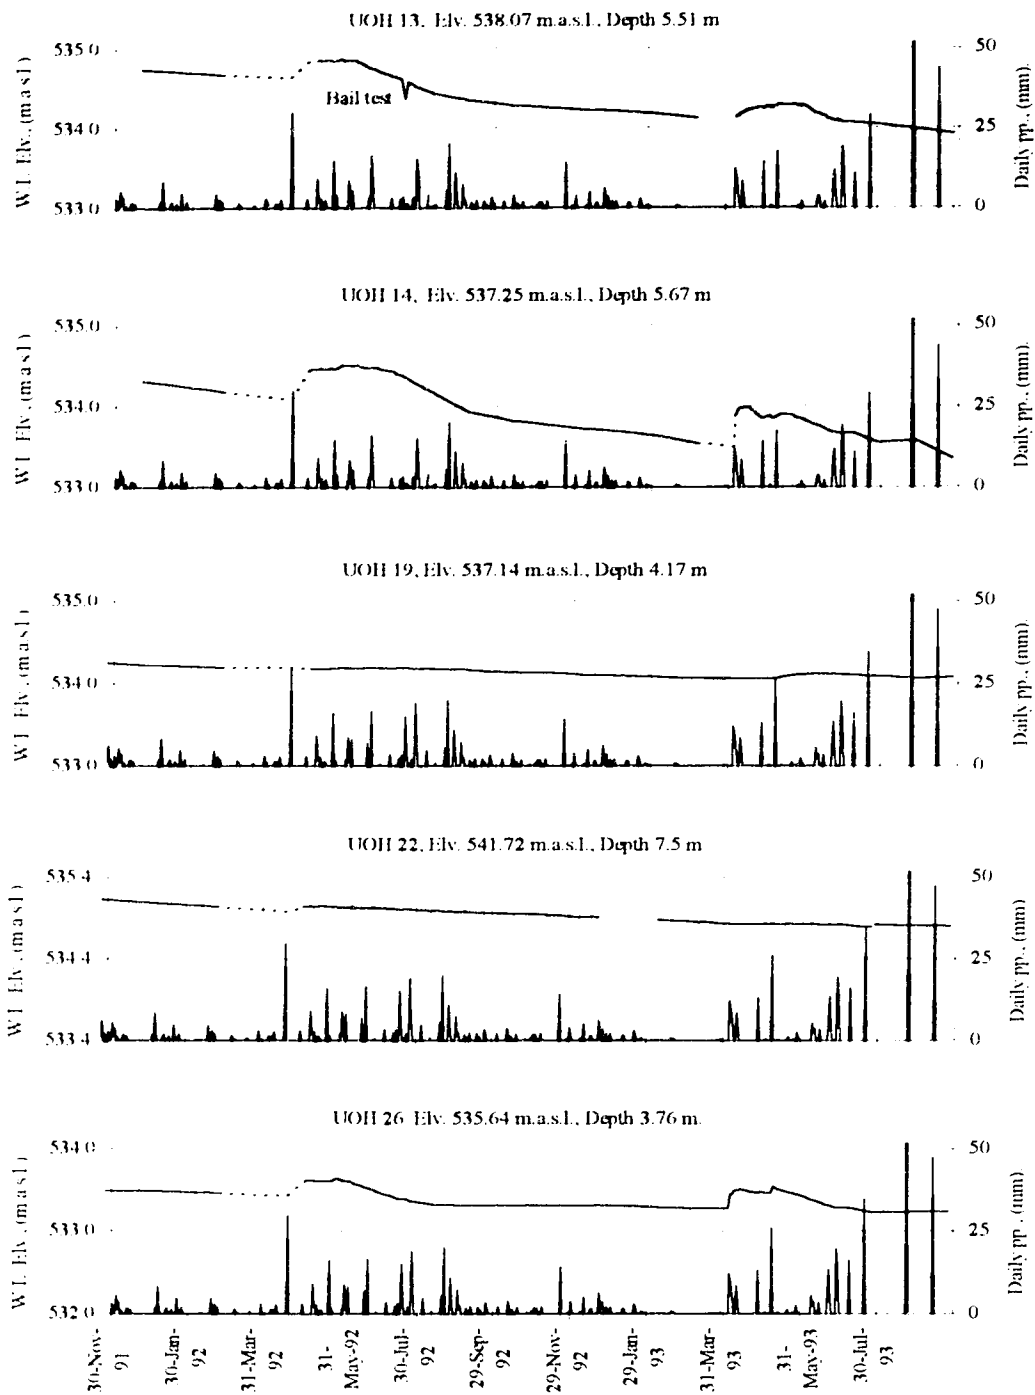 UOH 13, Elv. 538.07 m.a.s.l., Depth 5.51 m
W.L. Elv., (m a s l)
535.0
534.0
533.0
Bail test
50
25
0
Daily pp., (mm)
UOH 14, Elv. 537.25 m.a.s.l., Depth 5.67 m
W.L. Elv., (m a s l)
535.0
534.0
533.0
50
25
0
Daily pp., (mm).
UOH 19, Elv. 537.14 m.a.s.l., Depth 4.17 m
W.L. Elv., (m a s l)
535.0
534.0
533.0
50
25
0
Daily pp., (mm).
UOH 22, Elv. 541.72 m.a.s.l., Depth 7.5 m
W.L. Elv., (m a s l)
535.4
534.4
533.4
50
25
0
Daily pp., (mm)
UOH 26 Elv. 535.64 m.a.s.l., Depth 3.76 m.
W.L. Elv., (m a s l)
534.0
533.0
532.0
50
25
0
Daily pp., (mm)
30-Nov-91
30-Jan-92
31-Mar-92
31-May-92
30-Jul-92
29-Sep-92
29-Nov-92
29-Jan-93
31-Mar-93
31-May-93
30-Jul-93